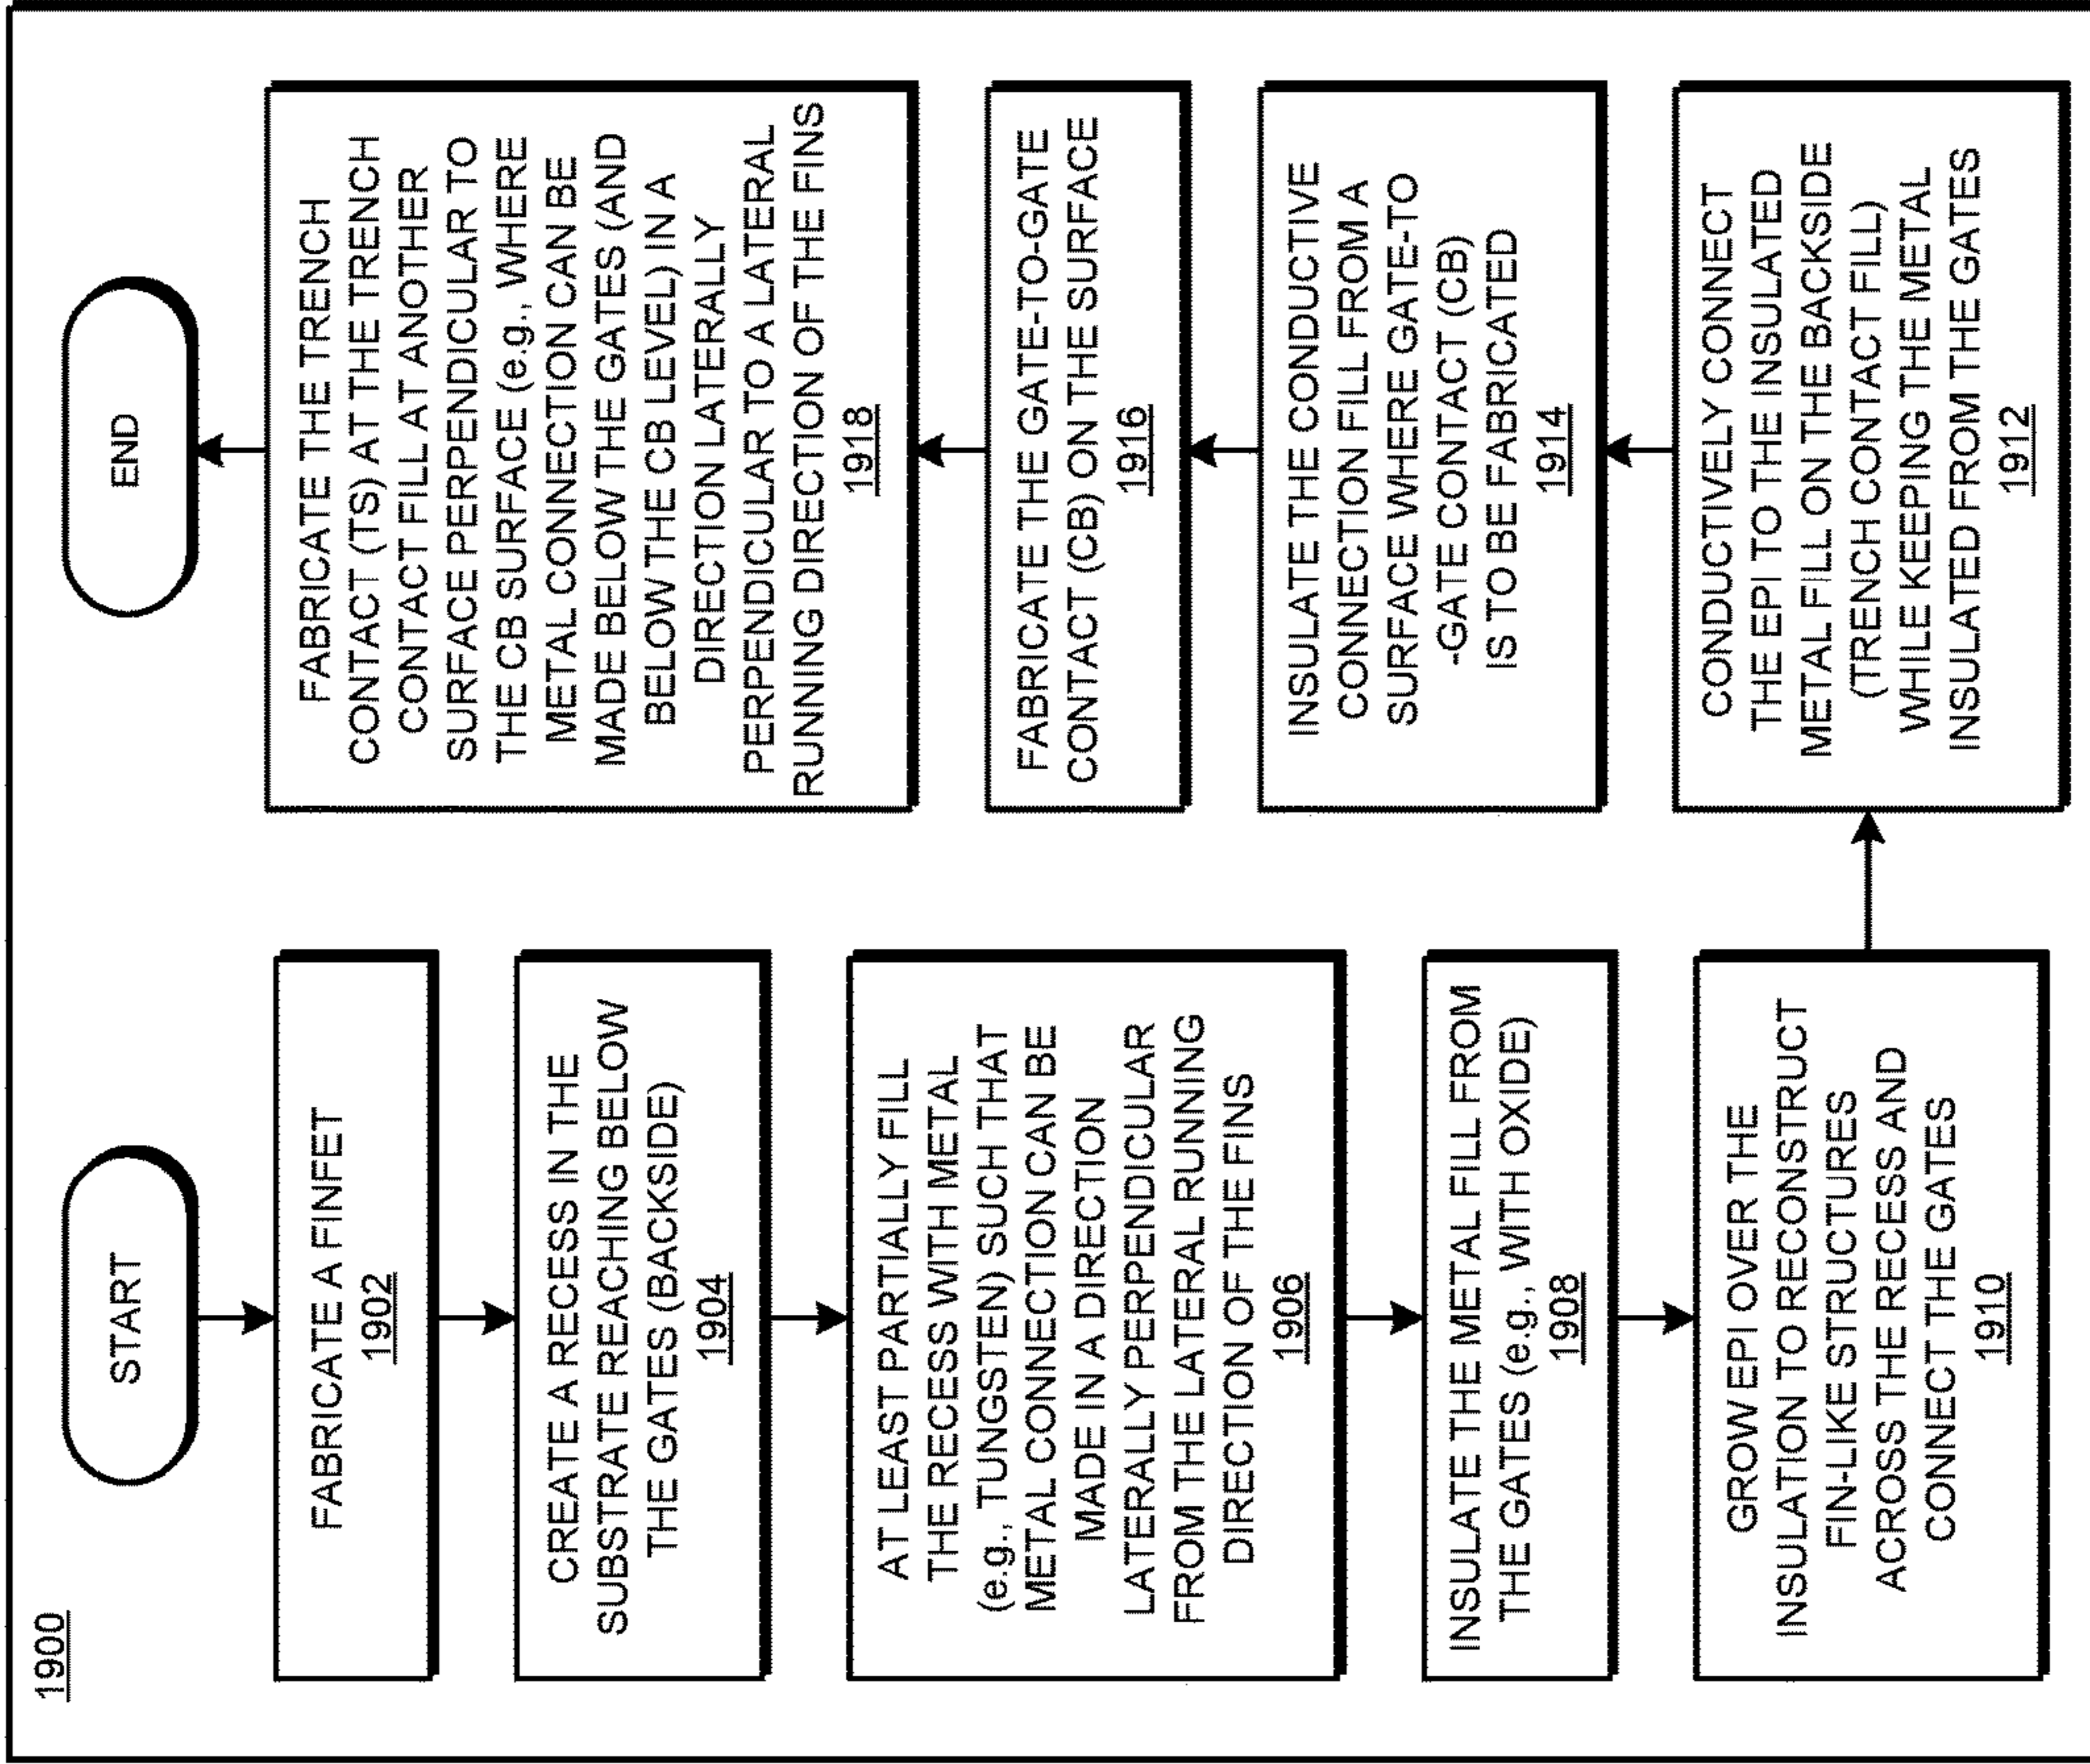 1900
START
FABRICATE A FINFET
1902
CREATE A RECESS IN THE
SUBSTRATE REACHING BELOW
THE GATES (BACKSIDE)
1904
AT LEAST PARTIALLY FILL
THE RECESS WITH METAL
(e.g., TUNGSTEN) SUCH THAT
METAL CONNECTION CAN BE
MADE IN A DIRECTION
LATERALLY PERPENDICULAR
FROM THE LATERAL RUNNING
DIRECTION OF THE FINS
1906
INSULATE THE METAL FILL FROM
THE GATES (e.g., WITH OXIDE)
1908
GROW EPI OVER THE
INSULATION TO RECONSTRUCT
FIN-LIKE STRUCTURES
ACROSS THE RECESS AND
CONNECT THE GATES
1910
CONDUCTIVELY CONNECT
THE EPI TO THE INSULATED
METAL FILL ON THE BACKSIDE
(TRENCH CONTACT FILL)
WHILE KEEPING THE METAL
INSULATED FROM THE GATES
1912
INSULATE THE CONDUCTIVE
CONNECTION FILL FROM A
SURFACE WHERE GATE-TO
-GATE CONTACT (CB)
IS TO BE FABRICATED
1914
FABRICATE THE GATE-TO-GATE
CONTACT (CB) ON THE SURFACE
1916
FABRICATE THE TRENCH
CONTACT (TS) AT THE TRENCH
CONTACT FILL AT ANOTHER
SURFACE PERPENDICULAR TO
THE CB SURFACE (e.g., WHERE
METAL CONNECTION CAN BE
MADE BELOW THE GATES (AND
BELOW THE CB LEVEL) IN A
DIRECTION LATERALLY
PERPENDICULAR TO A LATERAL
RUNNING DIRECTION OF THE FINS
1918
END